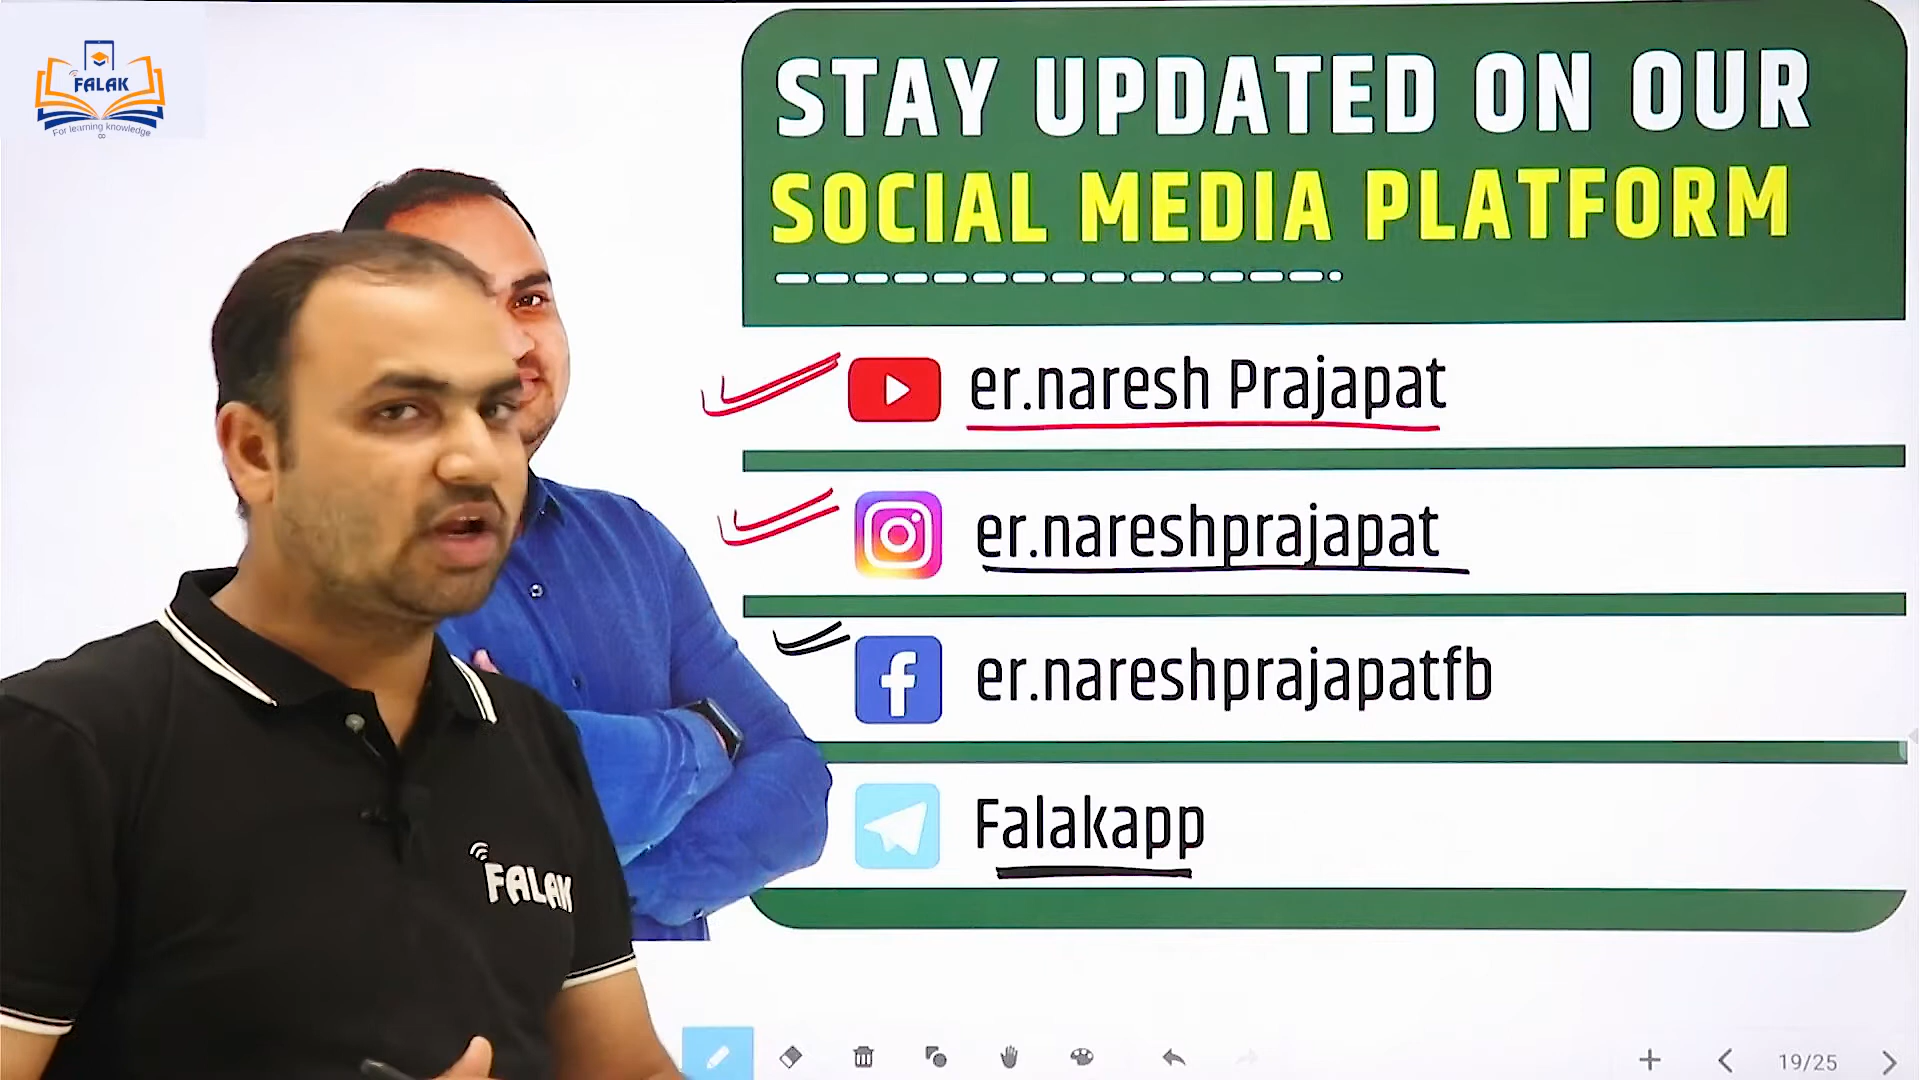 FALAK
For learning knowledge
STAY UPDATED ON OUR
SOCIAL MEDIA PLATFORM
er.naresh Prajapat
er.nareshprajapat
er.nareshprajapatfb
Falakapp
FALAK
19/25